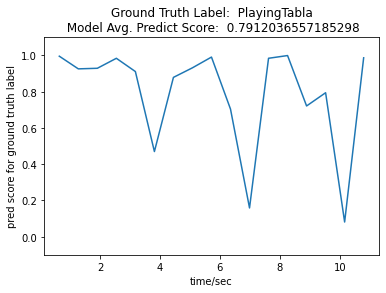 Ground Truth Label:  PlayingTabla
Model Avg. Predict Score:  0.7912036557185298
pred score for ground truth label
1.0
0.8
0.6
0.4
0.2
0.0
2 4 6 8 10
time/sec